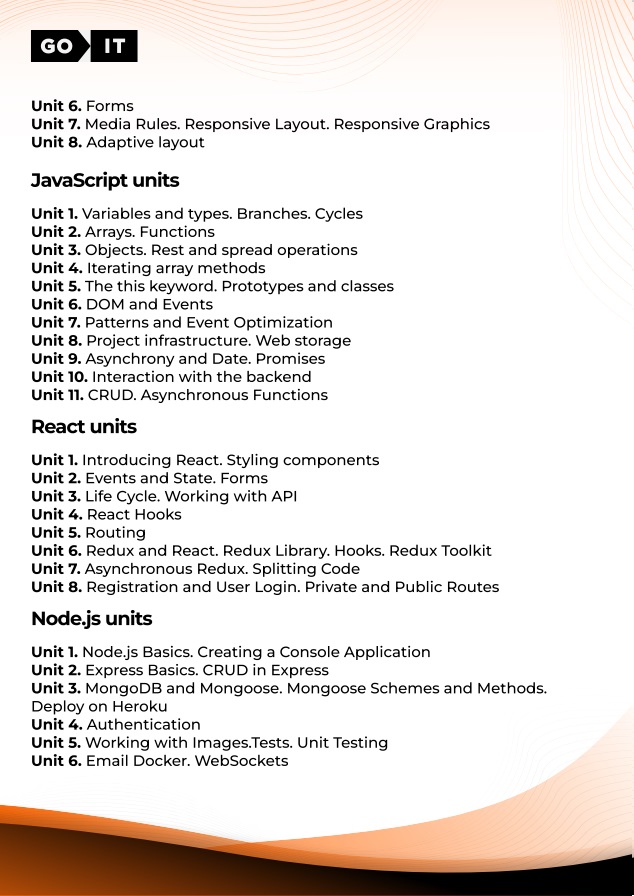 GO IT
Unit 6. Forms
Unit 7. Media Rules. Responsive Layout. Responsive Graphics
Unit 8. Adaptive layout
JavaScript units
Unit 1. Variables and types. Branches. Cycles
Unit 2. Arrays. Functions
Unit 3. Objects. Rest and spread operations
Unit 4. Iterating array methods
Unit 5. The this keyword. Prototypes and classes
Unit 6. DOM and Events
Unit 7. Patterns and Event Optimization
Unit 8. Project infrastructure. Web storage
Unit 9. Asynchrony and Date. Promises
Unit 10. Interaction with the backend
Unit 11. CRUD. Asynchronous Functions
React units
Unit 1. Introducing React. Styling components
Unit 2. Events and State. Forms
Unit 3. Life Cycle. Working with API
Unit 4. React Hooks
Unit 5. Routing
Unit 6. Redux and React. Redux Library. Hooks. Redux Toolkit
Unit 7. Asynchronous Redux. Splitting Code
Unit 8. Registration and User Login. Private and Public Routes
Node.js units
Unit 1. Node.js Basics. Creating a Console Application
Unit 2. Express Basics. CRUD in Express
Unit 3. MongoDB and Mongoose. Mongoose Schemes and Methods.
Deploy on Heroku
Unit 4. Authentication
Unit 5. Working with Images.Tests. Unit Testing
Unit 6. Email Docker. WebSockets